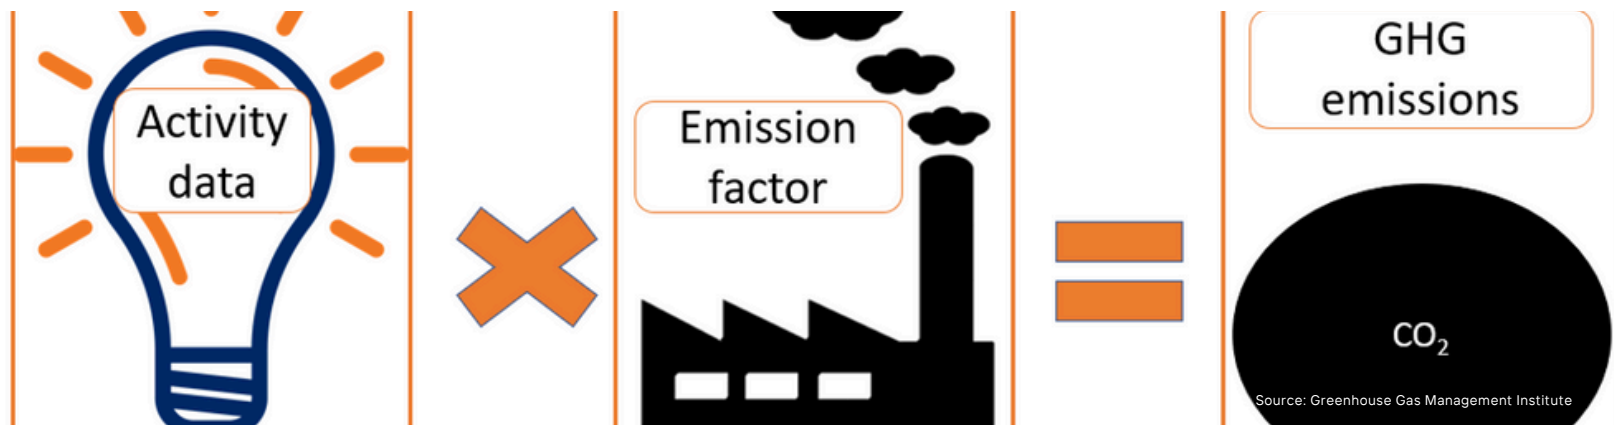 Activity
data
Emission
factor
GHG
emissions
CO₂
Source: Greenhouse Gas Management Institute